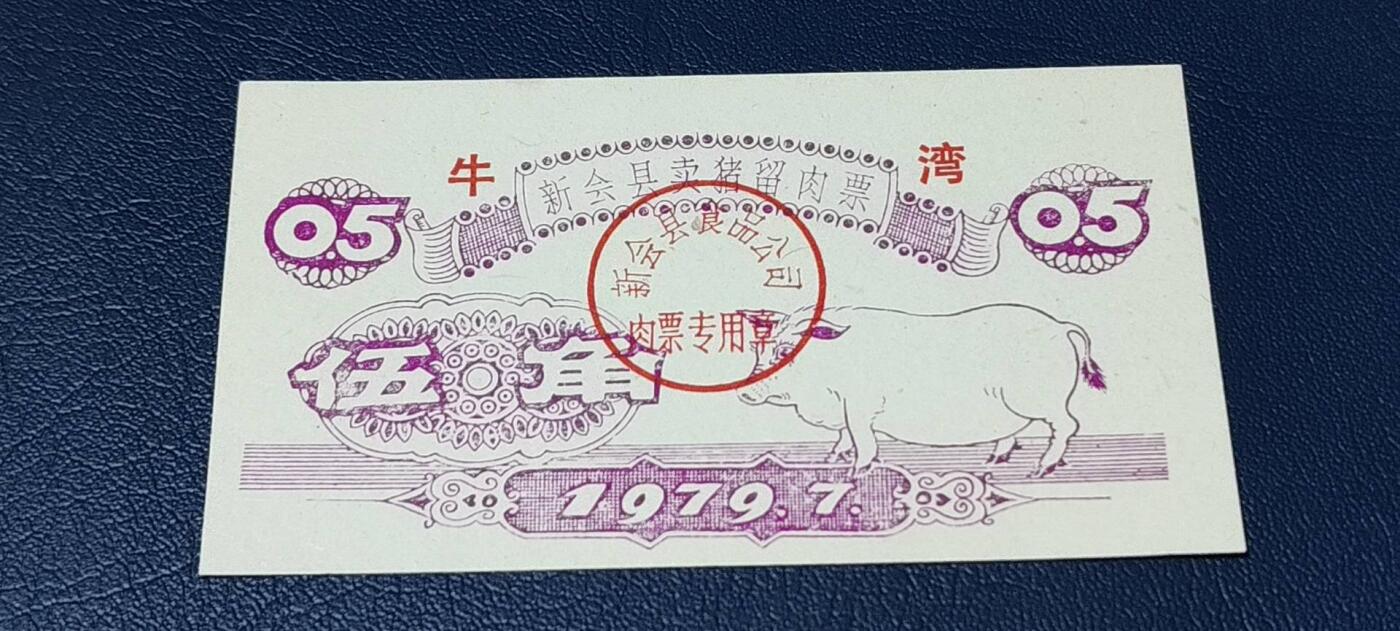 牛 湾
新会县卖猪留肉票
05 05
新会县食品公司
肉票专用章
伍角
1979.7.